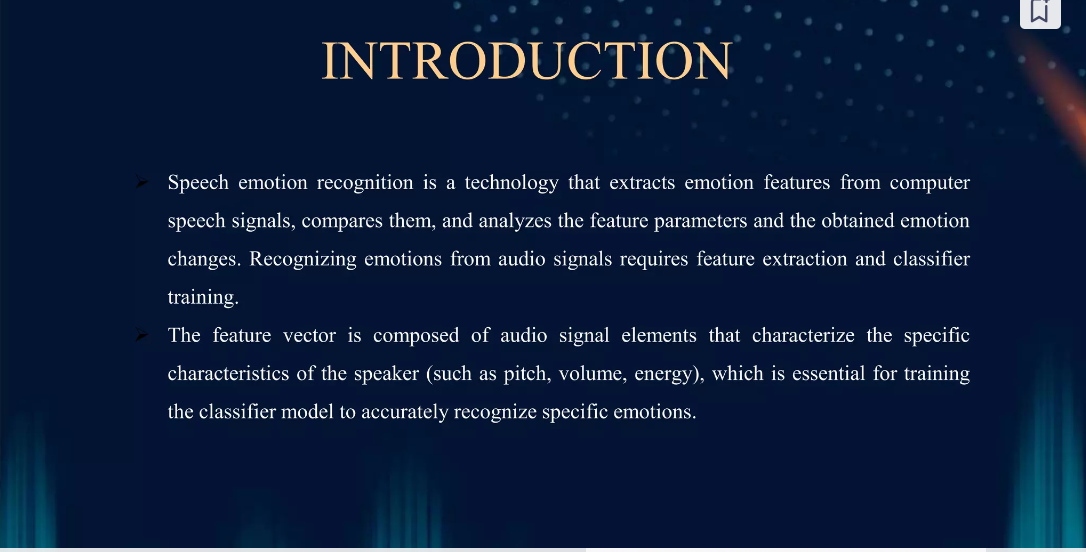 INTRODUCTION
➢ Speech emotion recognition is a technology that extracts emotion features from computer
speech signals, compares them, and analyzes the feature parameters and the obtained emotion
changes. Recognizing emotions from audio signals requires feature extraction and classifier
training.
➢ The feature vector is composed of audio signal elements that characterize the specific
characteristics of the speaker (such as pitch, volume, energy), which is essential for training
the classifier model to accurately recognize specific emotions.